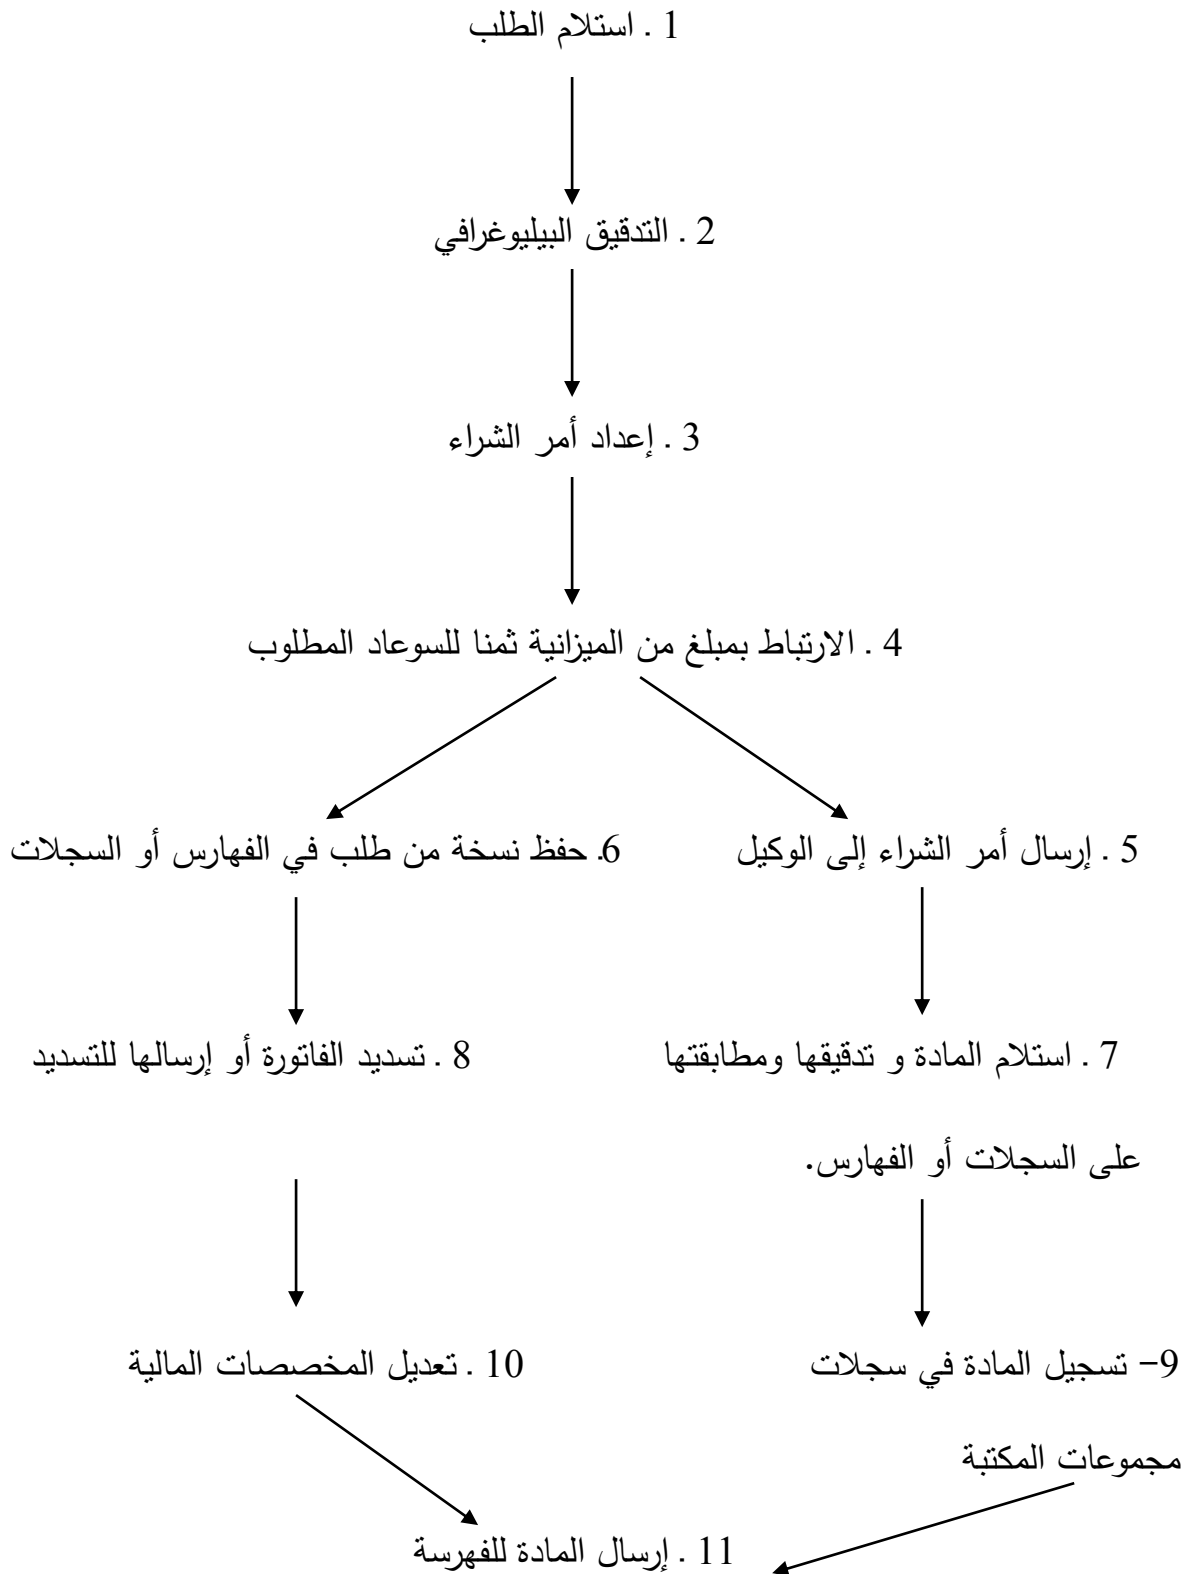 1 . استلام الطلب
2 . التدقيق البيليوغرافي
3 . إعداد أمر الشراء
4 . الارتباط بمبلغ من الميزانية ثمنا للسوعاد المطلوب
5 . إرسال أمر الشراء إلى الوكيل
6. حفظ نسخة من طلب في الفهارس أو السجلات
7 . استلام المادة و تدقيقها ومطابقتها
على السجلات أو الفهارس.
8 . تسديد الفاتورة أو إرسالها للتسديد
9- تسجيل المادة في سجلات
مجموعات المكتبة
10 . تعديل المخصصات المالية
11 . إرسال المادة للفهرسة